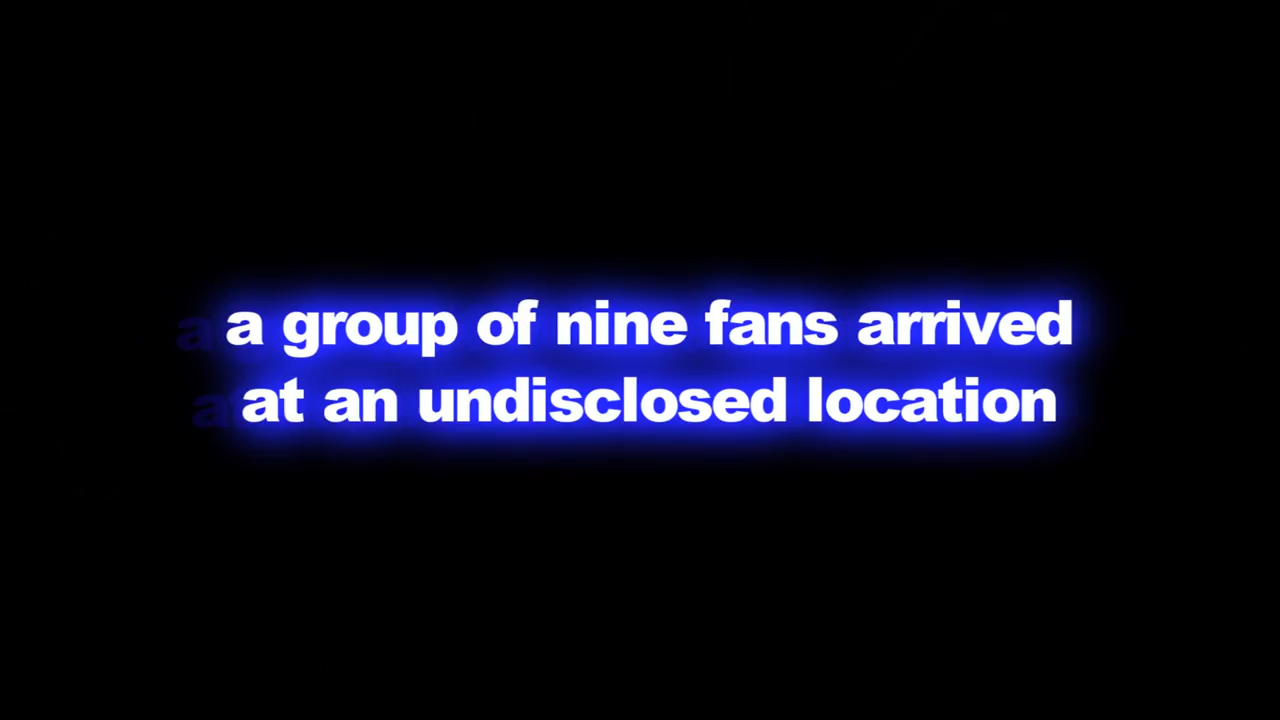 a group of nine fans arrived
at an undisclosed location